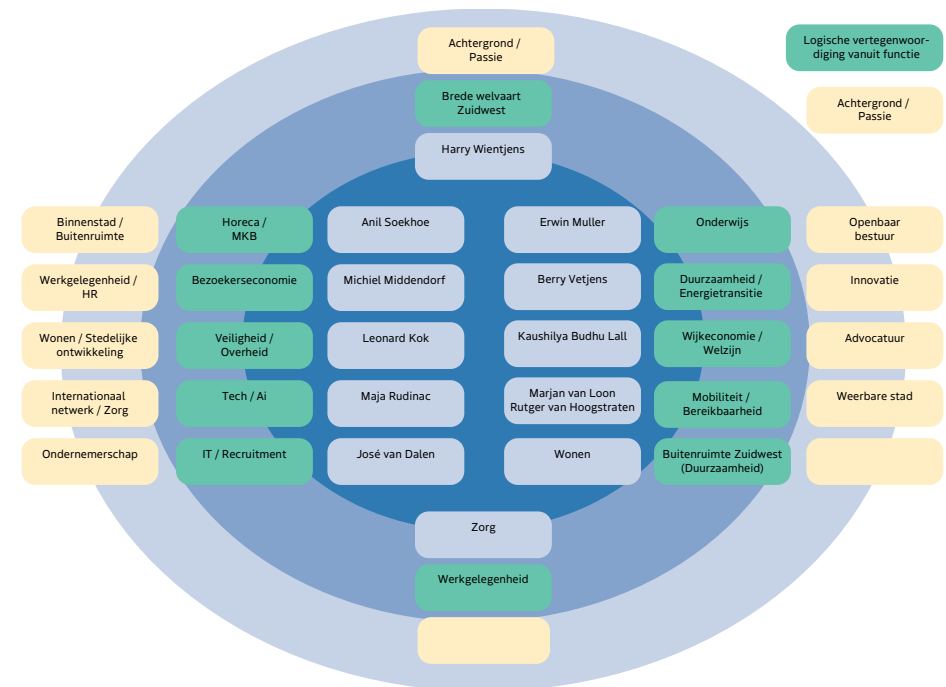 Achtergrond /
Passie
Logische vertegenwoor-
diging vanuit functie
Brede welvaart
Zuidwest
Achtergrond /
Passie
Harry Wientjens
Binnenstad /
Buitenruimte
Horeca /
MKB
Anil Soekhoe
Erwin Muller
Onderwijs
Openbaar
bestuur
Werkgelegenheid /
HR
Bezoekerseconomie
Michiel Middendorf
Berry Vetjens
Duurzaamheid /
Energietransitie
Innovatie
Wonen / Stedelijke
ontwikkeling
Veiligheid /
Overheid
Leonard Kok
Kaushilya Budhu Lall
Wijkeconomie /
Welzijn
Advocatuur
Internationaal
netwerk / Zorg
Tech / Ai
Maja Rudinac
Marjan van Loon
Rutger van Hoogstraten
Mobiliteit /
Bereikbaarheid
Weerbare stad
Ondernemerschap
IT / Recruitment
José van Dalen
Wonen
Buitenruimte Zuidwest
(Duurzaamheid)
Zorg
Werkgelegenheid